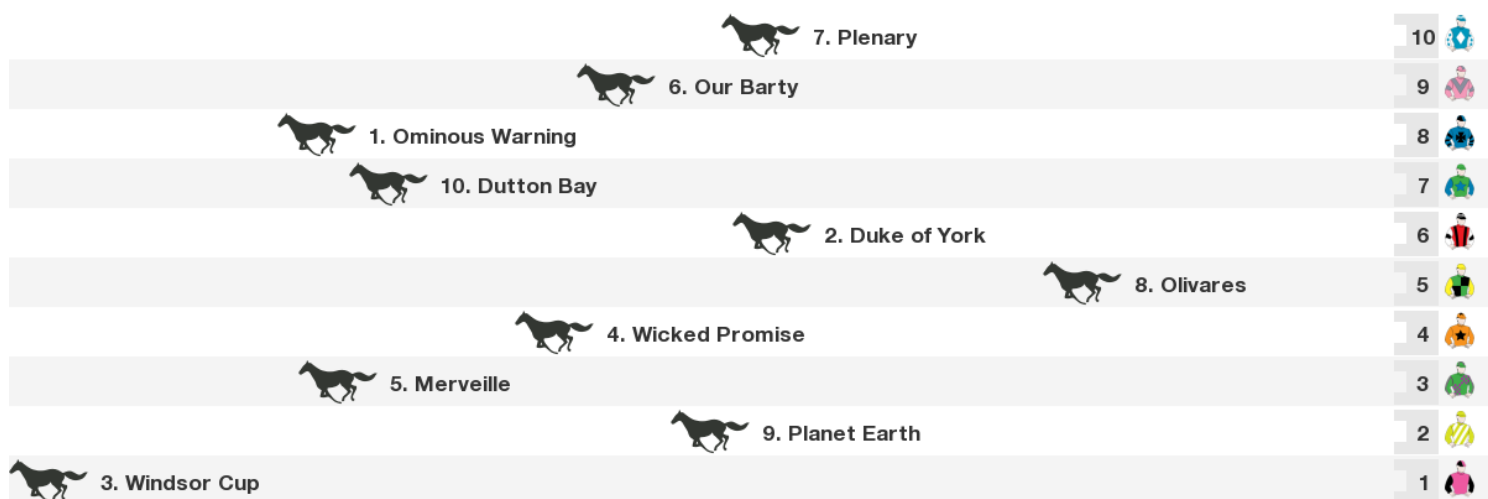 7. Plenary 10
6. Our Barty 9
1. Ominous Warning 8
10. Dutton Bay 7
2. Duke of York 6
8. Olivares 5
4. Wicked Promise 4
5. Merveille 3
9. Planet Earth 2
3. Windsor Cup 1